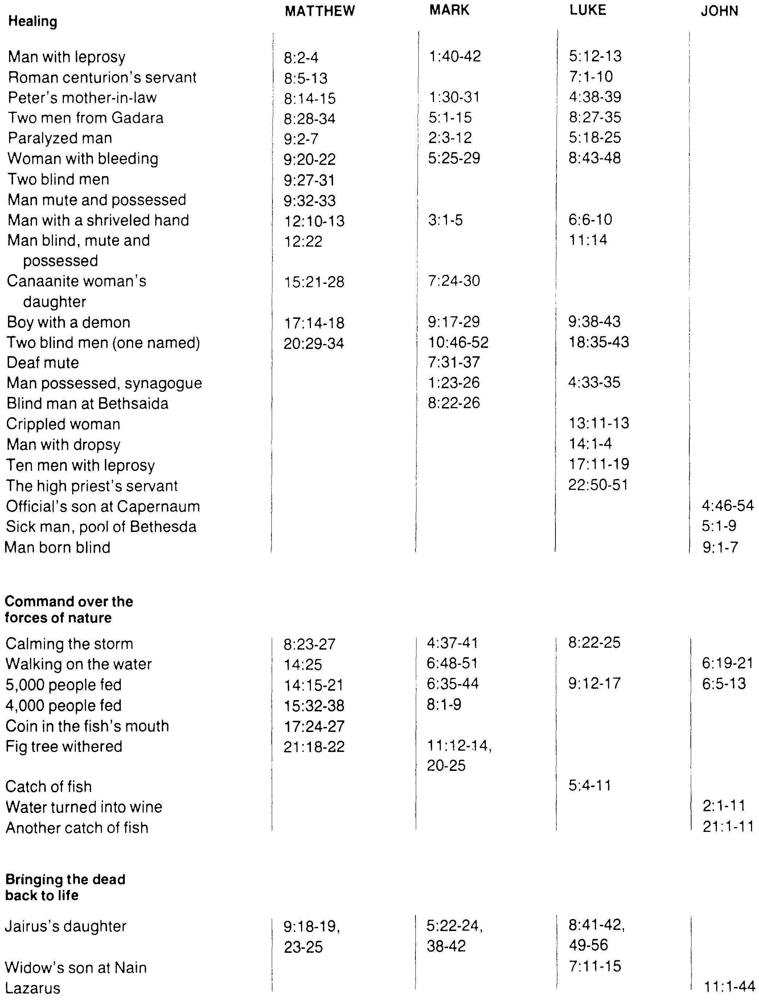 MATTHEW MARK LUKE JOHN
Healing
Man with leprosy 8:2-4 1:40-42 5:12-13
Roman centurion's servant 8:5-13 7:1-10
Peter's mother-in-law 8:14-15 1:30-31 4:38-39
Two men from Gadara 8:28-34 5:1-15 8:27-35
Paralyzed man 9:2-7 2:3-12 5:18-25
Woman with bleeding 9:20-22 5:25-29 8:43-48
Two blind men 9:27-31
Man mute and possessed 9:32-33
Man with a shriveled hand 12:10-13 3:1-5 6:6-10
Man blind, mute and 12:22 11:14
possessed
Canaanite woman's 15:21-28 7:24-30
daughter
Boy with a demon 17:14-18 9:17-29 9:38-43
Two blind men (one named) 20:29-34 10:46-52 18:35-43
Deaf mute 7:31-37
Man possessed, synagogue 1:23-26 4:33-35
Blind man at Bethsaida 8:22-26
Crippled woman 13:11-13
Man with dropsy 14:1-4
Ten men with leprosy 17:11-19
The high priest's servant 22:50-51
Official's son at Capernaum 4:46-54
Sick man, pool of Bethesda 5:1-9
Man born blind 9:1-7
Command over the
forces of nature
Calming the storm 8:23-27 4:37-41 8:22-25
Walking on the water 14:25 6:48-51 6:19-21
5,000 people fed 14:15-21 6:35-44 9:12-17 6:5-13
4,000 people fed 15:32-38 8:1-9
Coin in the fish's mouth 17:24-27
Fig tree withered 21:18-22 11:12-14,
20-25
Catch of fish 5:4-11
Water turned into wine 2:1-11
Another catch of fish 21:1-11
Bringing the dead
back to life
Jairus's daughter 9:18-19, 5:22-24, 8:41-42,
23-25 38-42 49-56
Widow's son at Nain 7:11-15
Lazarus 11:1-44